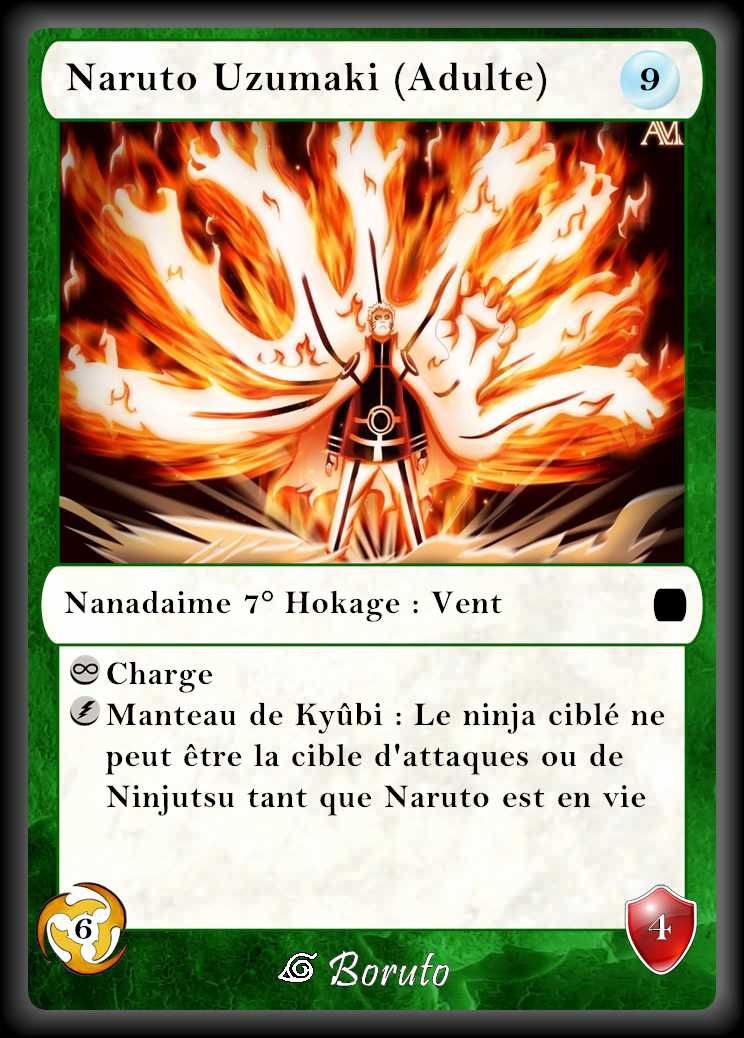 Naruto Uzumaki (Adulte) 9
AM
Nanadaime 7° Hokage : Vent
Charge
Manteau de Kyûbi : Le ninja ciblé ne
peut être la cible d'attaques ou de
Ninjutsu tant que Naruto est en vie
6 4
Boruto